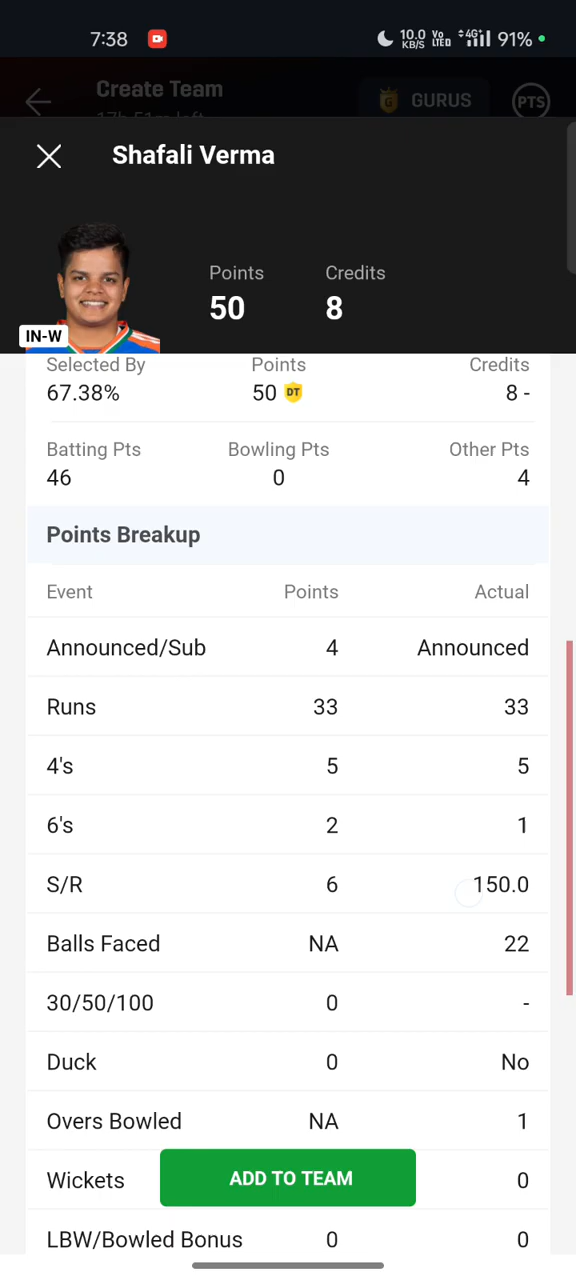 7:38 10.0 KB/S Vo LTED 4G+ 91%
Create Team
GURUS PTS
Shafali Verma
Points Credits
50 8
IN-W
Selected By Points Credits
67.38% 50 DT 8 -
Batting Pts Bowling Pts Other Pts
46 0 4
Points Breakup
Event Points Actual
Announced/Sub 4 Announced
Runs 33 33
4's 5 5
6's 2 1
S/R 6 150.0
Balls Faced NA 22
30/50/100 0 -
Duck 0 No
Overs Bowled NA 1
Wickets 0
ADD TO TEAM
LBW/Bowled Bonus 0 0